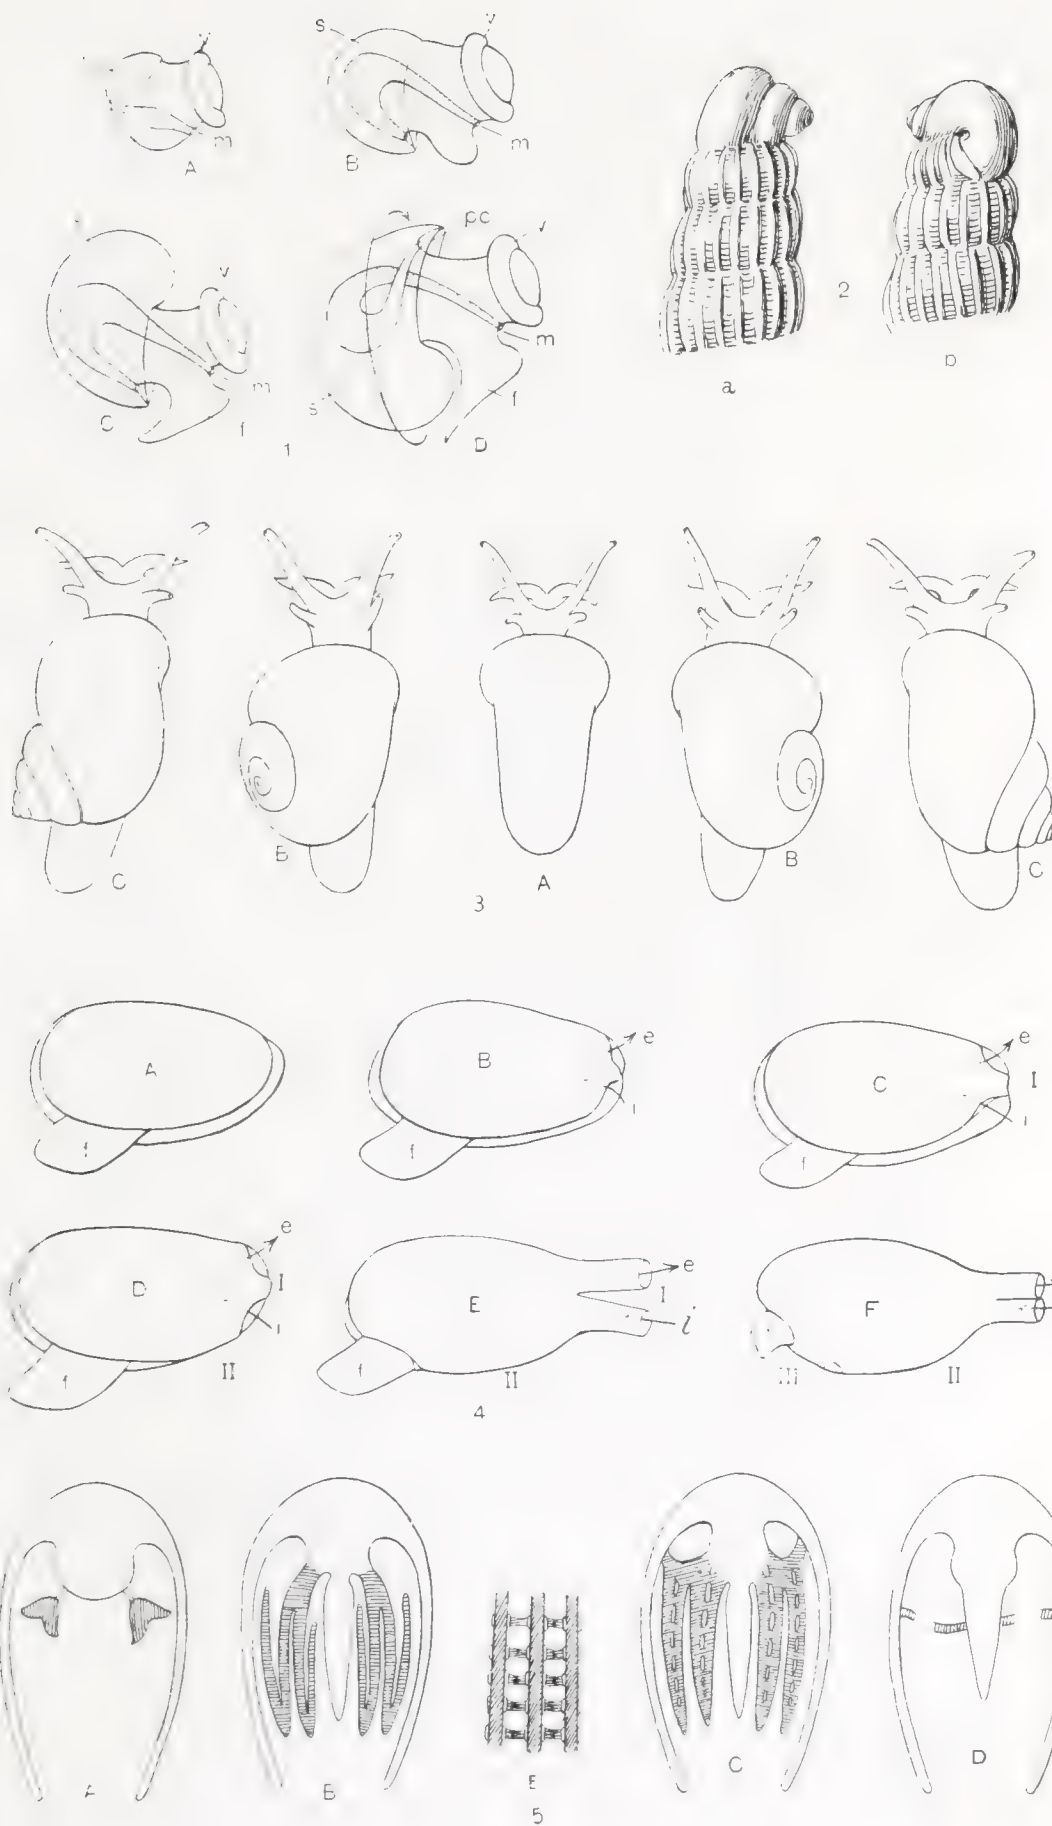 s v v
m m
A B
pc v
v
m
m
s f
C f D
1
2
a b
C B A B C
3
A B e C e I
i i
f f f
e e
D I E I F
i i
f II f II III II
4
A B E C D
5